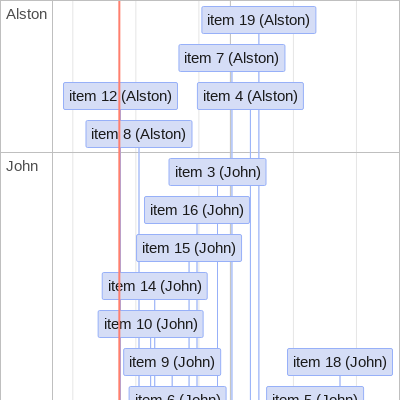 Alston
item 19 (Alston)
item 7 (Alston)
item 12 (Alston)
item 4 (Alston)
item 8 (Alston)
John
item 3 (John)
item 16 (John)
item 15 (John)
item 14 (John)
item 10 (John)
item 9 (John)
item 18 (John)
item 6 (John)
item 5 (John)